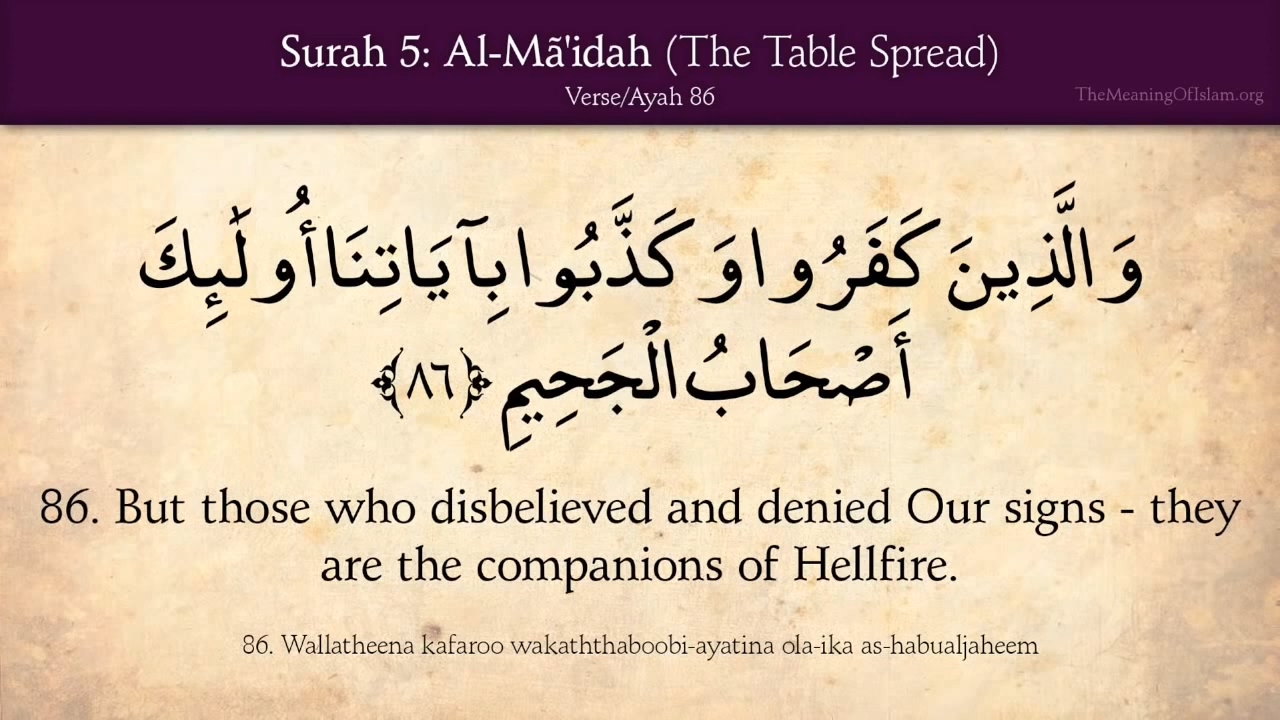 Surah 5: Al-Mã'idah (The Table Spread)
Verse/Ayah 86
TheMeaningOfIslam.org
وَالَّذِينَ كَفَرُوا وَكَذَّبُوا بِآيَاتِنَا أُولَٰئِكَ
أَصْحَابُ الْجَحِيمِ ﴿٨٦﴾
86. But those who disbelieved and denied Our signs - they
are the companions of Hellfire.
86. Wallatheena kafaroo wakaththaboobi-ayatina ola-ika as-habualjaheem